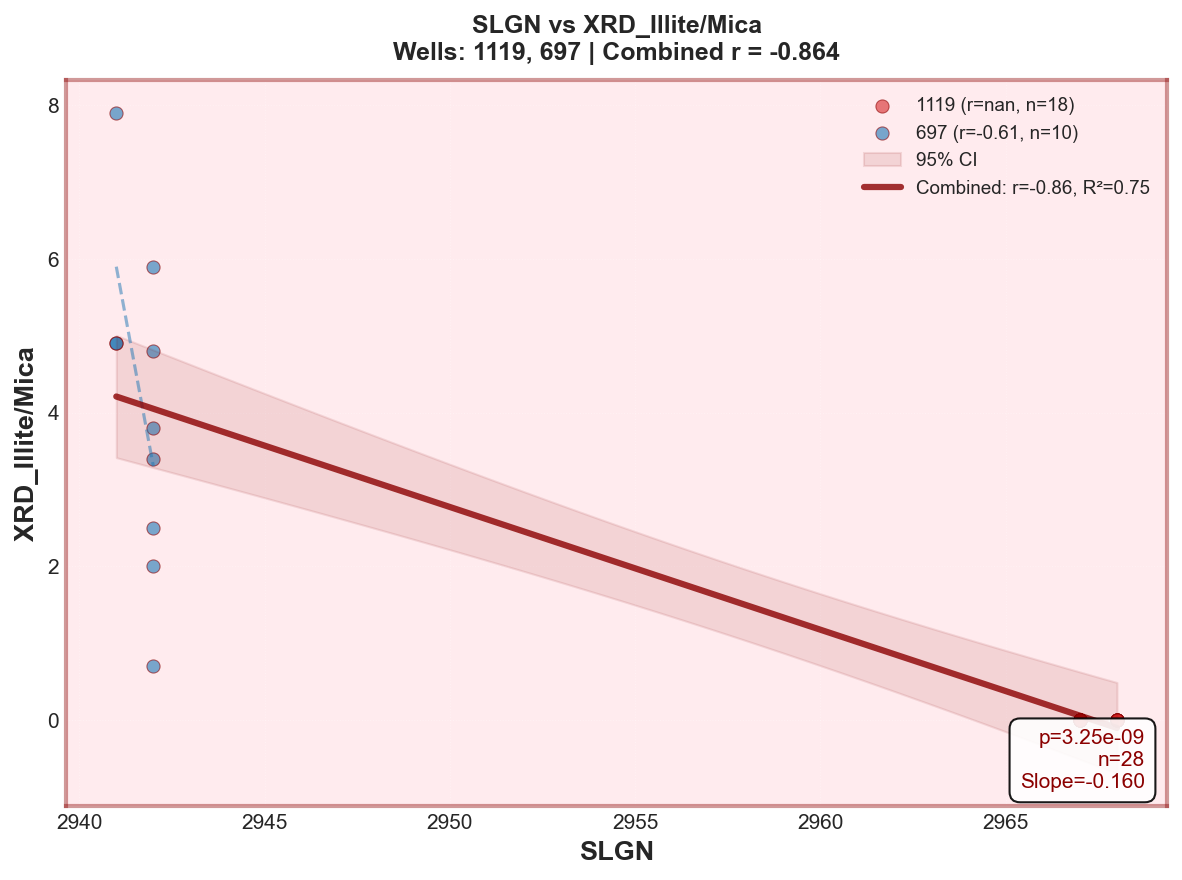 SLGN vs XRD_Illite/Mica
Wells: 1119, 697 | Combined r = -0.864
1119 (r=nan, n=18)
697 (r=-0.61, n=10)
95% CI
Combined: r=-0.86, R²=0.75
XRD_Illite/Mica
8
6
4
2
0
p=3.25e-09
n=28
Slope=-0.160
2940 2945 2950 2955 2960 2965
SLGN